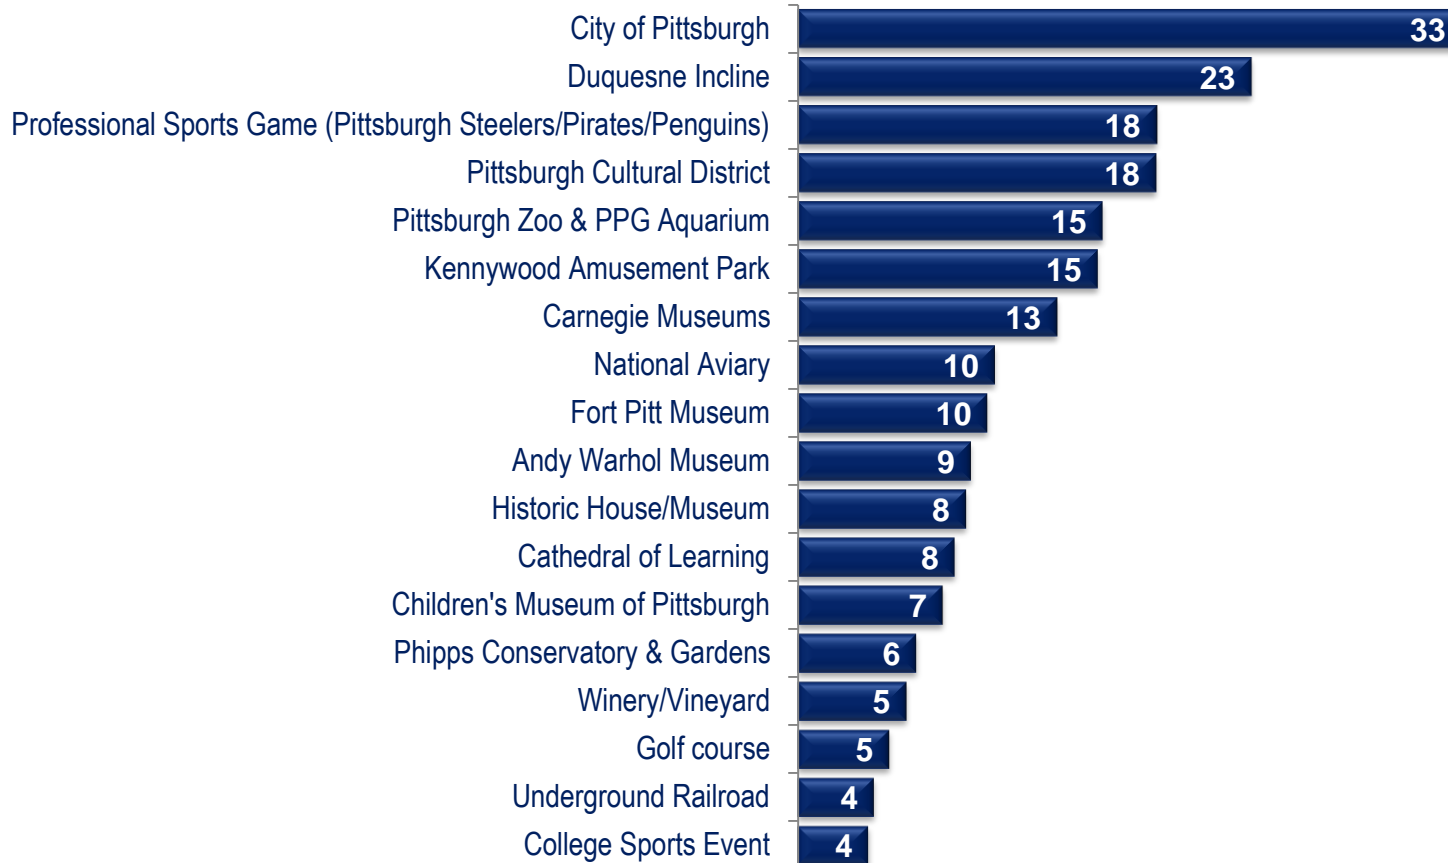 City of Pittsburgh 33
Duquesne Incline 23
Professional Sports Game (Pittsburgh Steelers/Pirates/Penguins) 18
Pittsburgh Cultural District 18
Pittsburgh Zoo & PPG Aquarium 15
Kennywood Amusement Park 15
Carnegie Museums 13
National Aviary 10
Fort Pitt Museum 10
Andy Warhol Museum 9
Historic House/Museum 8
Cathedral of Learning 8
Children's Museum of Pittsburgh 7
Phipps Conservatory & Gardens 6
Winery/Vineyard 5
Golf course 5
Underground Railroad 4
College Sports Event 4